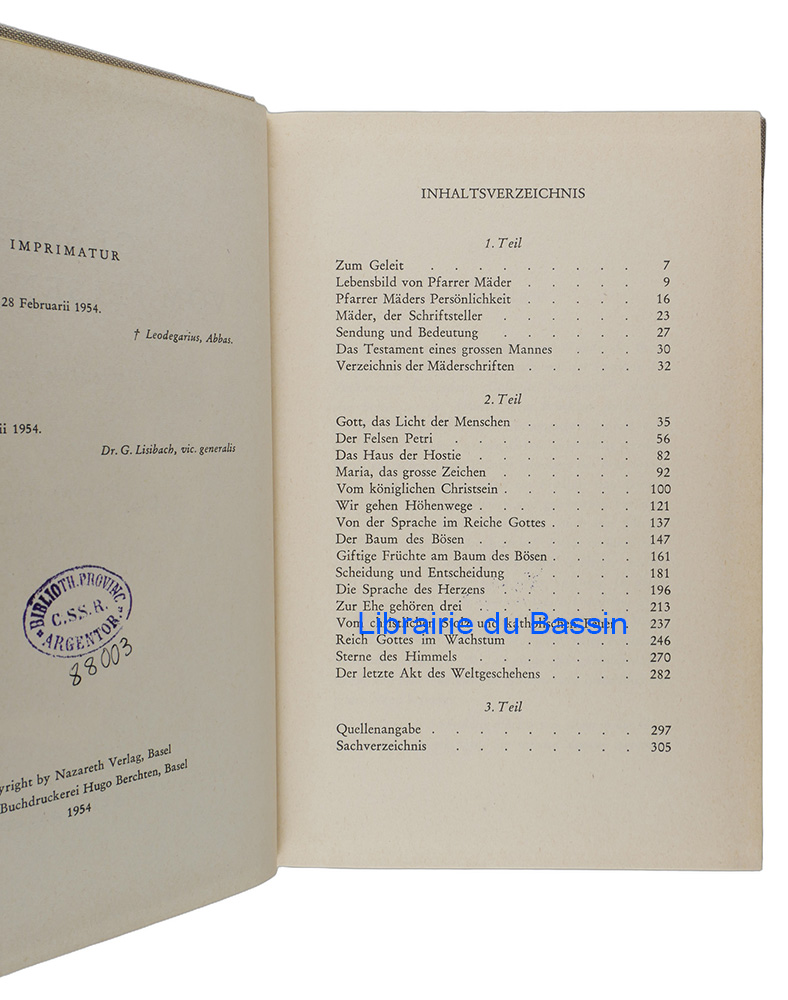 IMPRIMATUR
28 Februarii 1954.
† Leodegarius, Abbas.
ii 1954.
Dr. G. Lisibach, vic. generalis
BIBLIOTH. PROVINC.
C. SS. R.
ARGENTOR.
88003
yright by Nazareth Verlag, Basel
Buchdruckerei Hugo Berchten, Basel
1954
INHALTSVERZEICHNIS
1. Teil
Zum Geleit . . . . . . . . . 7
Lebensbild von Pfarrer Mäder . . . . . 9
Pfarrer Mäders Persönlichkeit . . . . . 16
Mäder, der Schriftsteller . . . . . . 23
Sendung und Bedeutung . . . . . . 27
Das Testament eines grossen Mannes . . . 30
Verzeichnis der Mäderschriften . . . . . 32
2. Teil
Gott, das Licht der Menschen . . . . . 35
Der Felsen Petri . . . . . . . . 56
Das Haus der Hostie . . . . . . . 82
Maria, das grosse Zeichen . . . . . . 92
Vom königlichen Christsein . . . . . . 100
Wir gehen Höhenwege . . . . . . . 121
Von der Sprache im Reiche Gottes . . . . 137
Der Baum des Bösen . . . . . . . 147
Giftige Früchte am Baum des Bösen . . . . 161
Scheidung und Entscheidung . . . . . 181
Die Sprache des Herzens . . . . . . 196
Zur Ehe gehören drei . . . . . . . 213
Vom christlichen und katholischen 237
Librairie du Bassin
Reich Gottes im Wachstum . . . . . 246
Sterne des Himmels . . . . . . . 270
Der letzte Akt des Weltgeschehens . . . . 282
3. Teil
Quellenangabe . . . . . . . . . 297
Sachverzeichnis . . . . . . . . 305